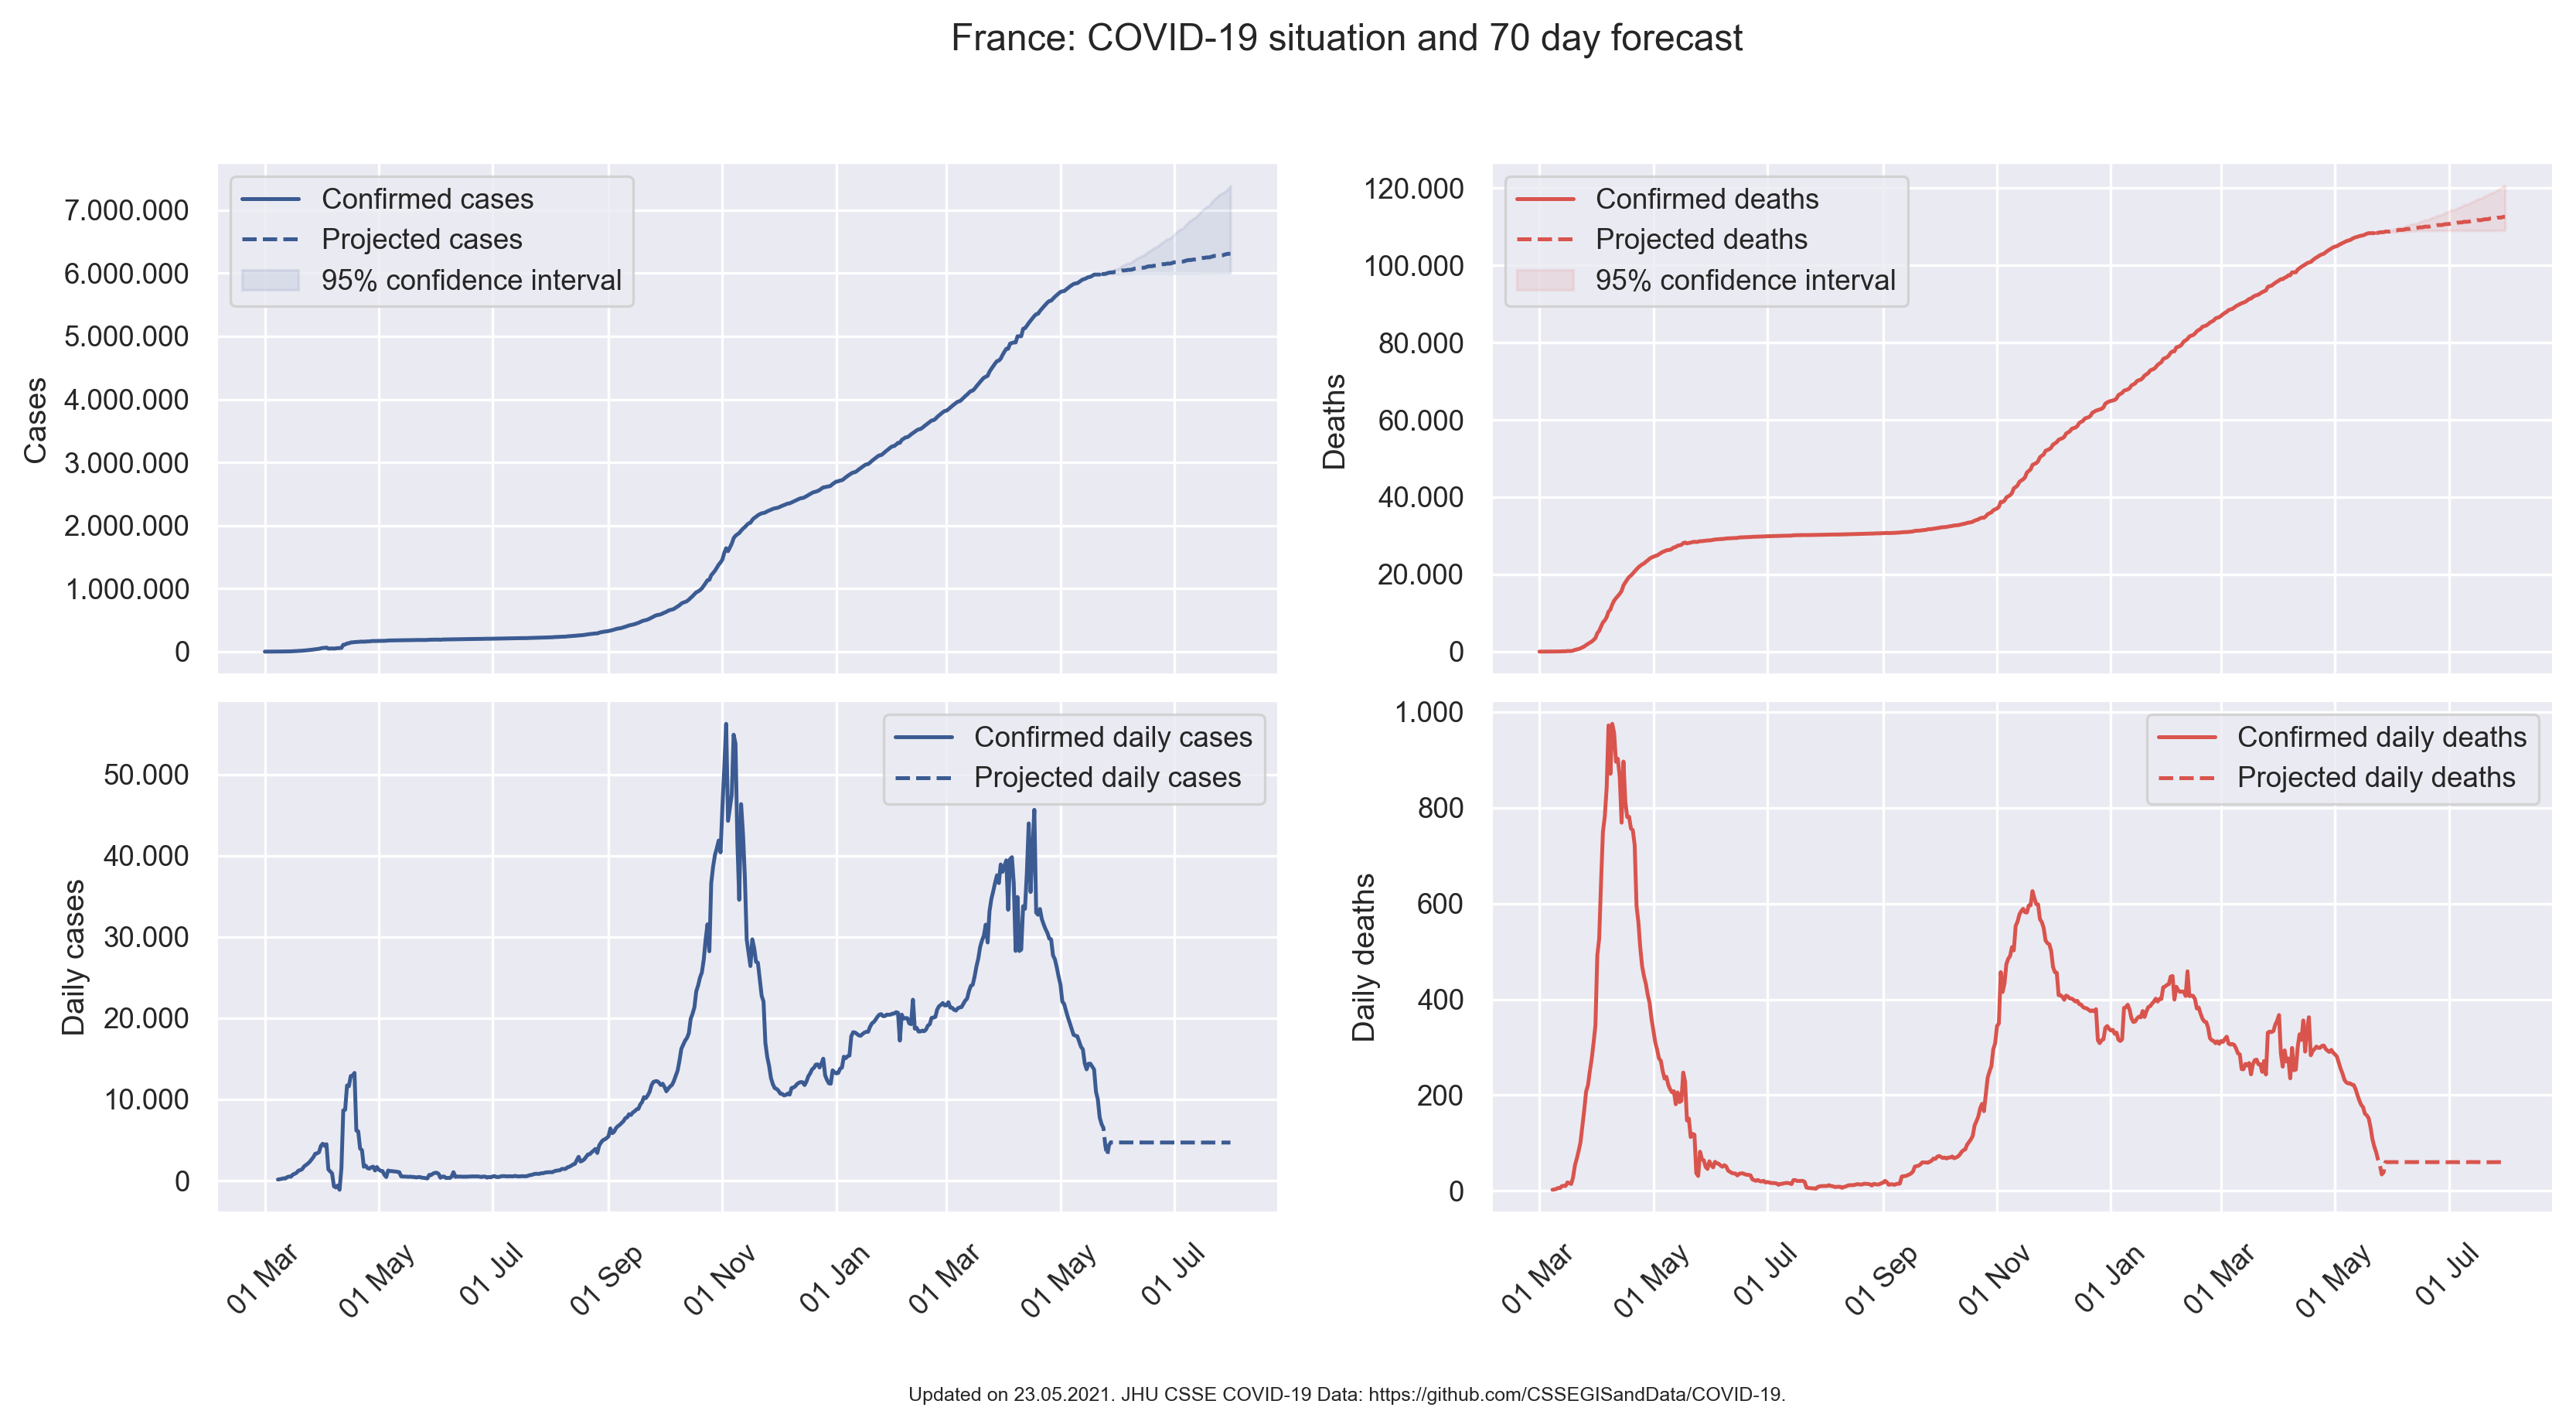 France: COVID-19 situation and 70 day forecast
Confirmed cases
Projected cases
95% confidence interval
Cases
7.000.000
6.000.000
5.000.000
4.000.000
3.000.000
2.000.000
1.000.000
0
Confirmed deaths
Projected deaths
95% confidence interval
Deaths
120.000
100.000
80.000
60.000
40.000
20.000
0
Confirmed daily cases
Projected daily cases
Daily cases
50.000
40.000
30.000
20.000
10.000
0
01 Mar
01 May
01 Jul
01 Sep
01 Nov
01 Jan
01 Mar
01 May
01 Jul
Confirmed daily deaths
Projected daily deaths
Daily deaths
1.000
800
600
400
200
0
01 Mar
01 May
01 Jul
01 Sep
01 Nov
01 Jan
01 Mar
01 May
01 Jul
Updated on 23.05.2021. JHU CSSE COVID-19 Data: https://github.com/CSSEGISandData/COVID-19.